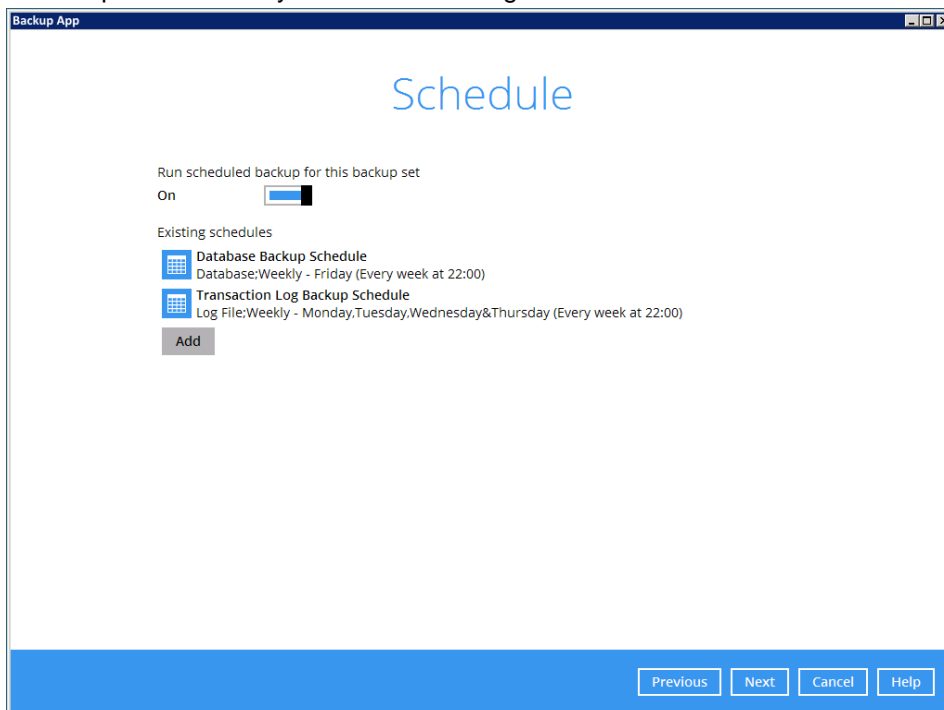 Backup App
Schedule
Run scheduled backup for this backup set
On
Existing schedules
Database Backup Schedule
Database;Weekly - Friday (Every week at 22:00)
Transaction Log Backup Schedule
Log File;Weekly - Monday,Tuesday,Wednesday&Thursday (Every week at 22:00)
Add
Previous Next Cancel Help